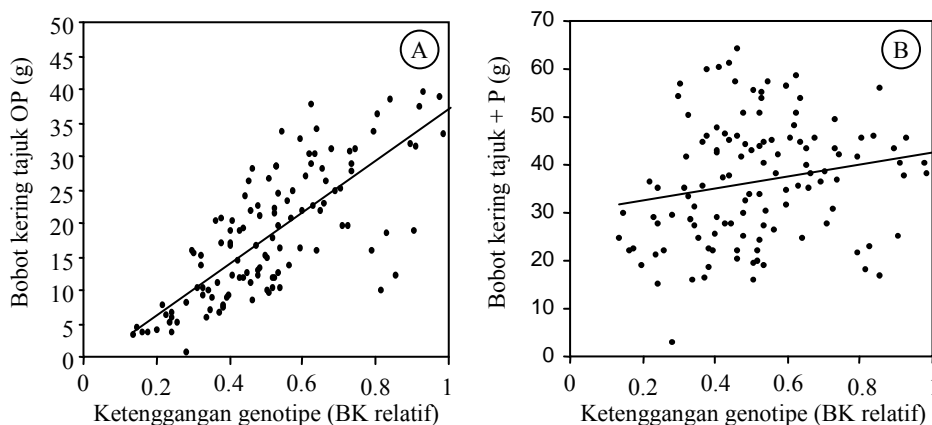 A
Bobot kering tajuk OP (g)
50
45
40
35
30
25
20
15
10
5
0
0 0.2 0.4 0.6 0.8 1
Ketenggangan genotipe (BK relatif)
B
Bobot kering tajuk + P (g)
70
60
50
40
30
20
10
0
0 0.2 0.4 0.6 0.8 1
Ketenggangan genotipe (BK relatif)